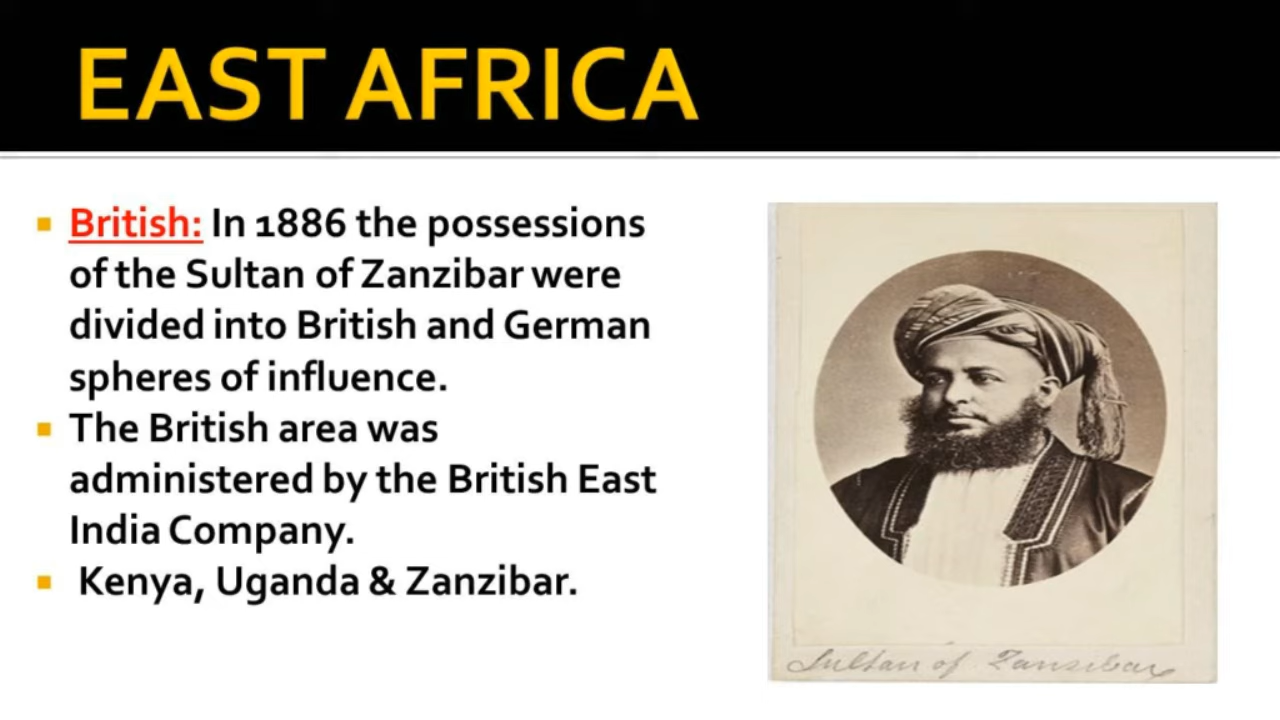 EAST AFRICA
British: In 1886 the possessions
of the Sultan of Zanzibar were
divided into British and German
spheres of influence.
The British area was
administered by the British East
India Company.
Kenya, Uganda & Zanzibar.
Sultan of Zanzibar